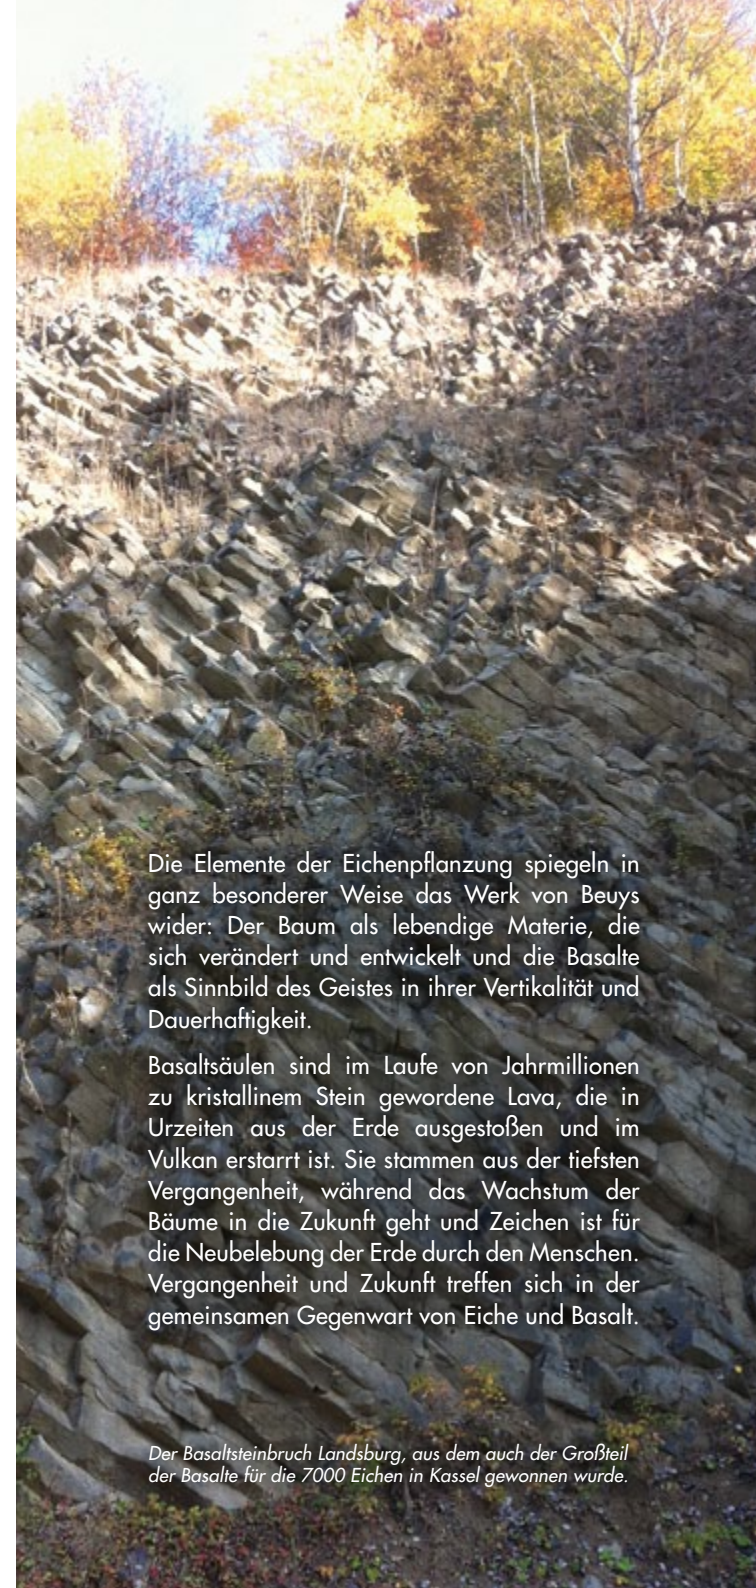 Die Elemente der Eichenpflanzung spiegeln in
ganz besonderer Weise das Werk von Beuys
wider: Der Baum als lebendige Materie, die
sich verändert und entwickelt und die Basalte
als Sinnbild des Geistes in ihrer Vertikalität und
Dauerhaftigkeit.
Basaltsäulen sind im Laufe von Jahrmillionen
zu kristallinem Stein gewordene Lava, die in
Urzeiten aus der Erde ausgestoßen und im
Vulkan erstarrt ist. Sie stammen aus der tiefsten
Vergangenheit, während das Wachstum der
Bäume in die Zukunft geht und Zeichen ist für
die Neubelebung der Erde durch den Menschen.
Vergangenheit und Zukunft treffen sich in der
gemeinsamen Gegenwart von Eiche und Basalt.
Der Basaltsteinbruch Landsburg, aus dem auch der Großteil
der Basalte für die 7000 Eichen in Kassel gewonnen wurde.